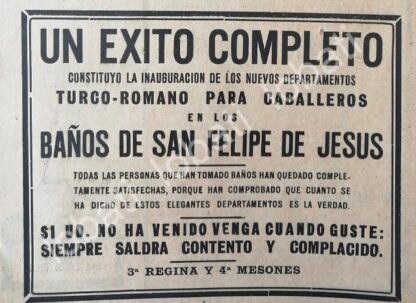 UN EXITO COMPLETO
CONSTITUYO LA INAUGURACION DE LOS NUEVOS DEPARTAMENTOS
TURCO-ROMANO PARA CABALLEROS
EN LOS
BAÑOS DE SAN FELIPE DE JESUS
TODAS LAS PERSONAS QUE HAN TOMADO BAÑOS HAN QUEDADO COMPLE-
TAMENTE SATISFECHAS, PORQUE HAN COMPROBADO QUE CUANTO SE
HA DICHO DE ESTOS ELEGANTES DEPARTAMENTOS ES LA VERDAD.
SI UD. NO HA VENIDO VENGA CUANDO GUSTE:
SIEMPRE SALDRA CONTENTO Y COMPLACIDO.
3ª REGINA Y 4ª MESONES